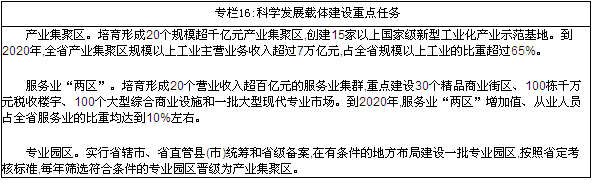 专栏16:科学发展载体建设重点任务
产业集聚区。培育形成20个规模超千亿元产业集聚区,创建15家以上国家级新型工业化产业示范基地。到
2020年,全省产业集聚区规模以上工业主营业务收入超过7万亿元,占全省规模以上工业的比重超过65%。
服务业“两区”。培育形成20个营业收入超百亿元的服务业集群,重点建设30个精品商业街区、100栋千万
元税收楼宇、100个大型综合商业设施和一批大型现代专业市场。到2020年,服务业“两区”增加值、从业人员
占全省服务业的比重均达到10%左右。
专业园区。实行省辖市、省直管县(市)统筹和省级备案,在有条件的地方布局建设一批专业园区,按照省定考
核标准,每年筛选符合条件的专业园区晋级为产业集聚区。